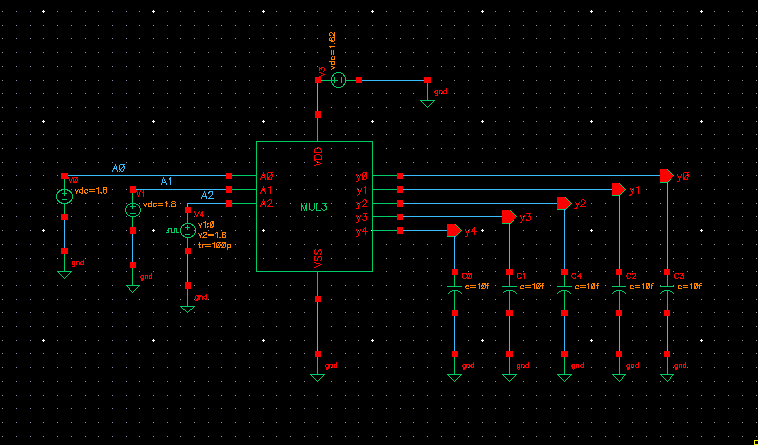 vdc=1.62
V3
gnd
VDD
A0
V0
vdc=1.8
gnd
A1
V1
vdc=1.8
gnd
A2
V4
v1:0
v2=1.8
tr=100p
gnd
A0
A1
A2
MUL3
VSS
gnd
y0
y1
y2
y3
y4
y0
y1
y2
y3
y4
C0
c=10f
gnd
C1
c=10f
gnd
C4
c=10f
gnd
C2
c=10f
gnd
C3
c=10f
gnd